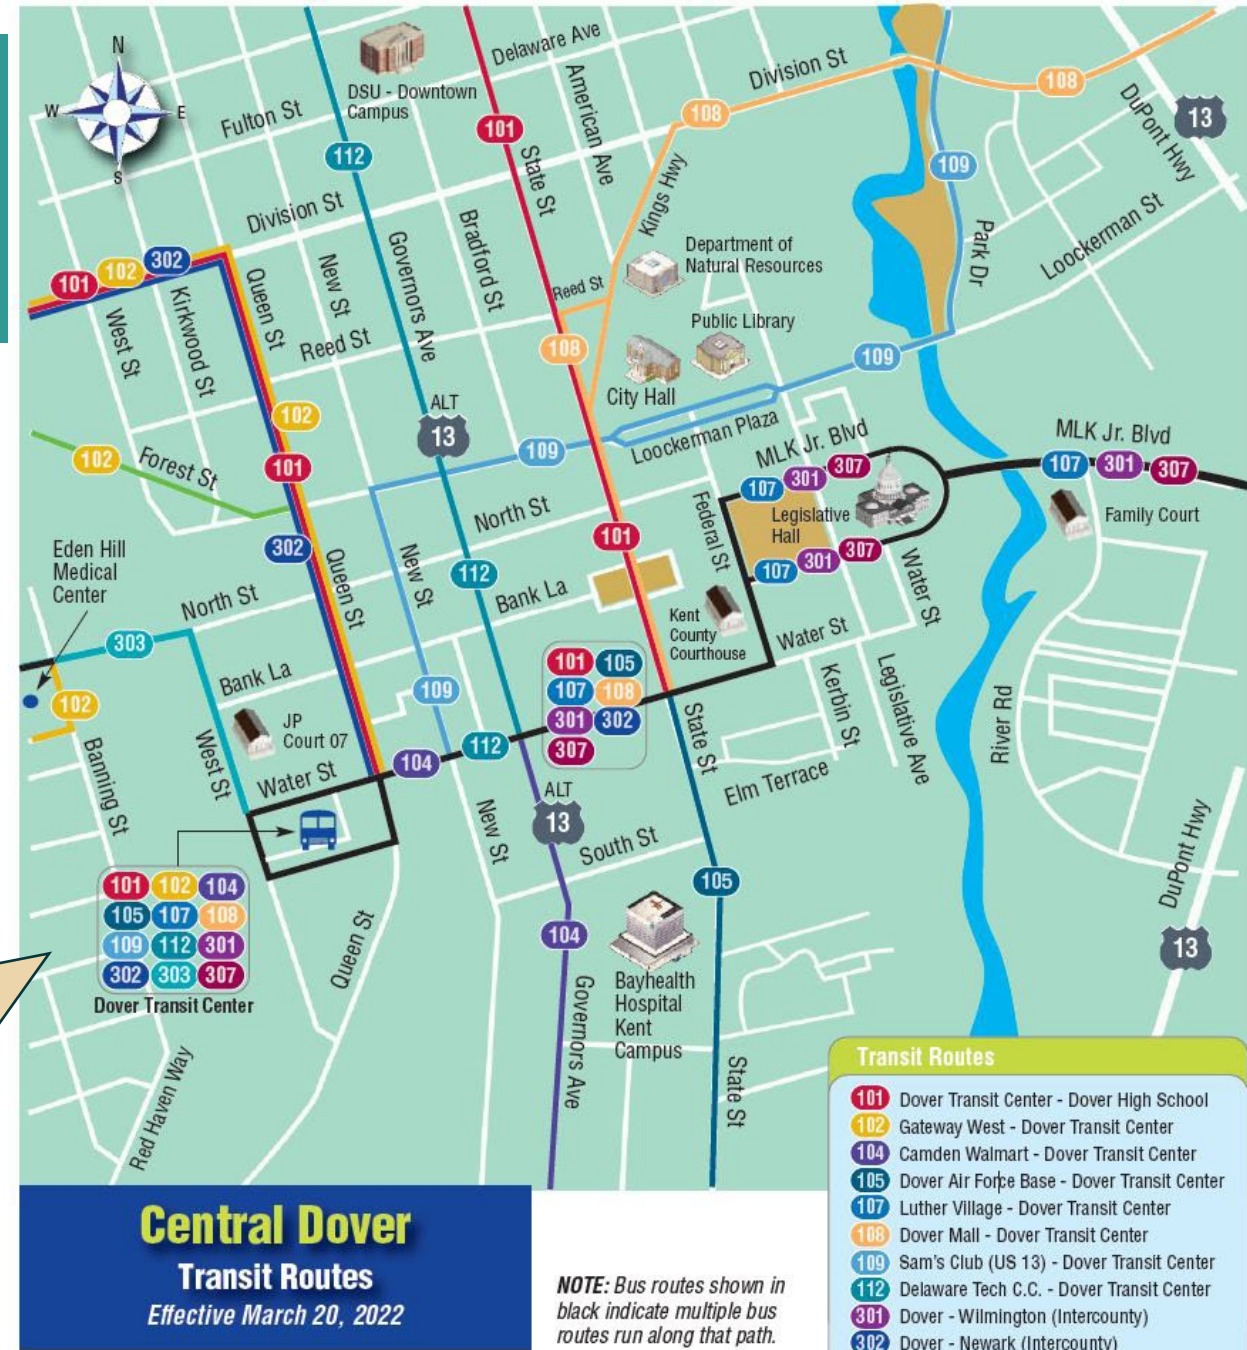 N
W
E
S
DSU - Downtown
Campus
Delaware Ave
American Ave
Division St
108
108
DuPont Hwy
13
Fulton St
112
101
State St
Kings Hwy
109
Park Dr
Loockerman St
Division St
Bradford St
Governors Ave
Department of
Natural Resources
101
102
302
West St
Kirkwood St
Queen St
New St
Reed St
Reed St
108
Public Library
City Hall
109
ALT
13
109
Loockerman Plaza
MLK Jr. Blvd
MLK Jr. Blvd
102
102
Forest St
101
302
107
301
307
107
301
307
Legislative
Hall
Family Court
Federal St
North St
101
112
New St
Queen St
Bank La
107
301
307
Water St
Eden Hill
Medical
Center
North St
303
Bank La
Kent
County
Courthouse
Water St
101
105
107
108
301
302
307
109
102
JP
Court 07
West St
Water St
104
112
State St
Kerbin St
Legislative Ave
River Rd
Elm Terrace
Banning St
New St
ALT
13
South St
DuPont Hwy
13
101
102
104
105
107
108
109
112
301
302
303
307
Dover Transit Center
Queen St
105
104
Bayhealth
Hospital
Kent
Campus
Governors Ave
State St
Red Haven Way
Central Dover
Transit Routes
Effective March 20, 2022
NOTE: Bus routes shown in
black indicate multiple bus
routes run along that path.
Transit Routes
101 Dover Transit Center - Dover High School
102 Gateway West - Dover Transit Center
104 Camden Walmart - Dover Transit Center
105 Dover Air Force Base - Dover Transit Center
107 Luther Village - Dover Transit Center
108 Dover Mall - Dover Transit Center
109 Sam's Club (US 13) - Dover Transit Center
112 Delaware Tech C.C. - Dover Transit Center
301 Dover - Wilmington (Intercounty)
302 Dover - Newark (Intercounty)